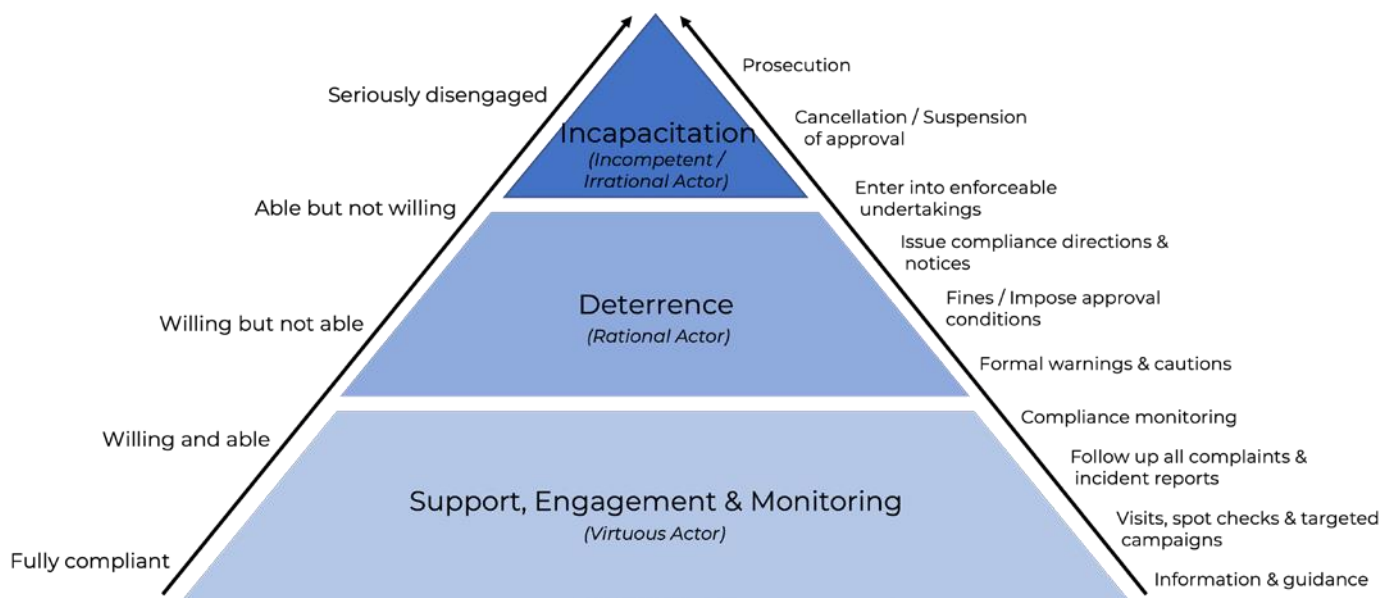 Prosecution
Seriously disengaged
Cancellation / Suspension
of approval
Incapacitation
(Incompetent /
Irrational Actor)
Enter into enforceable
undertakings
Able but not willing
Issue compliance directions &
notices
Deterrence
(Rational Actor)
Fines / Impose approval
conditions
Willing but not able
Formal warnings & cautions
Compliance monitoring
Willing and able
Follow up all complaints &
incident reports
Support, Engagement & Monitoring
(Virtuous Actor)
Visits, spot checks & targeted
campaigns
Fully compliant
Information & guidance